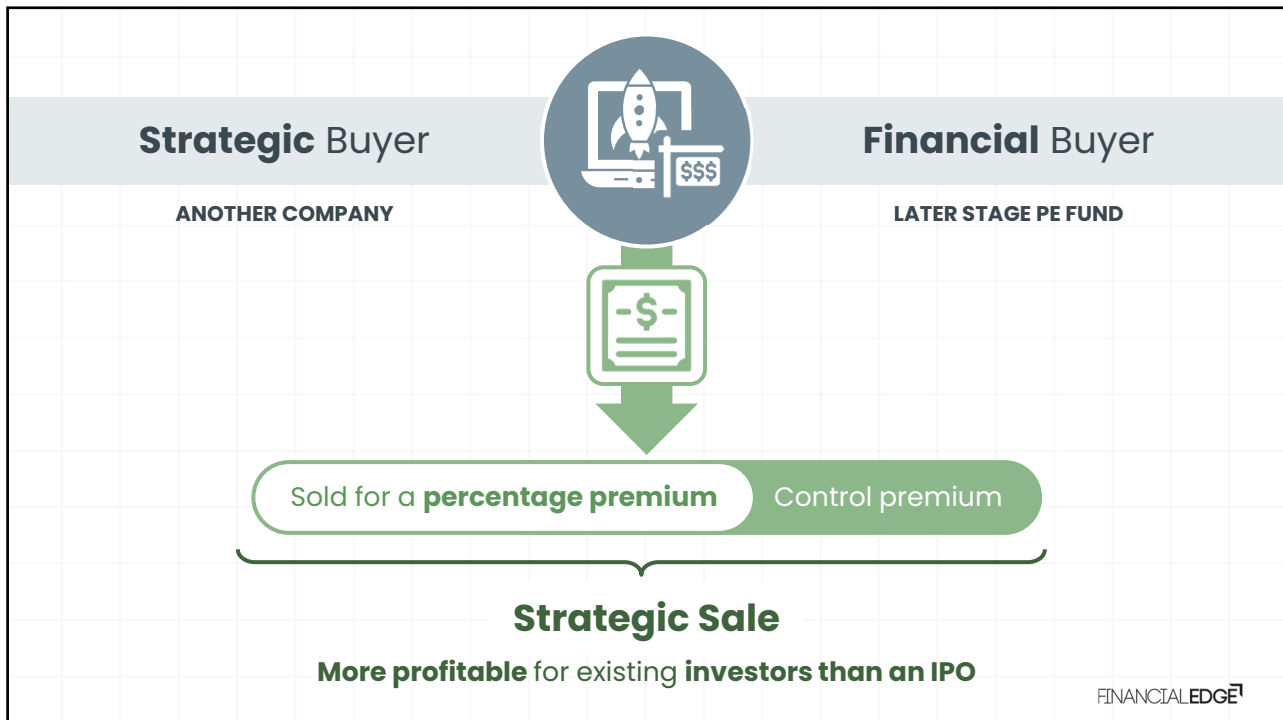 Strategic Buyer
Financial Buyer
ANOTHER COMPANY
LATER STAGE PE FUND
$$$
$
Sold for a percentage premium
Control premium
Strategic Sale
More profitable for existing investors than an IPO
FINANCIALEDGE